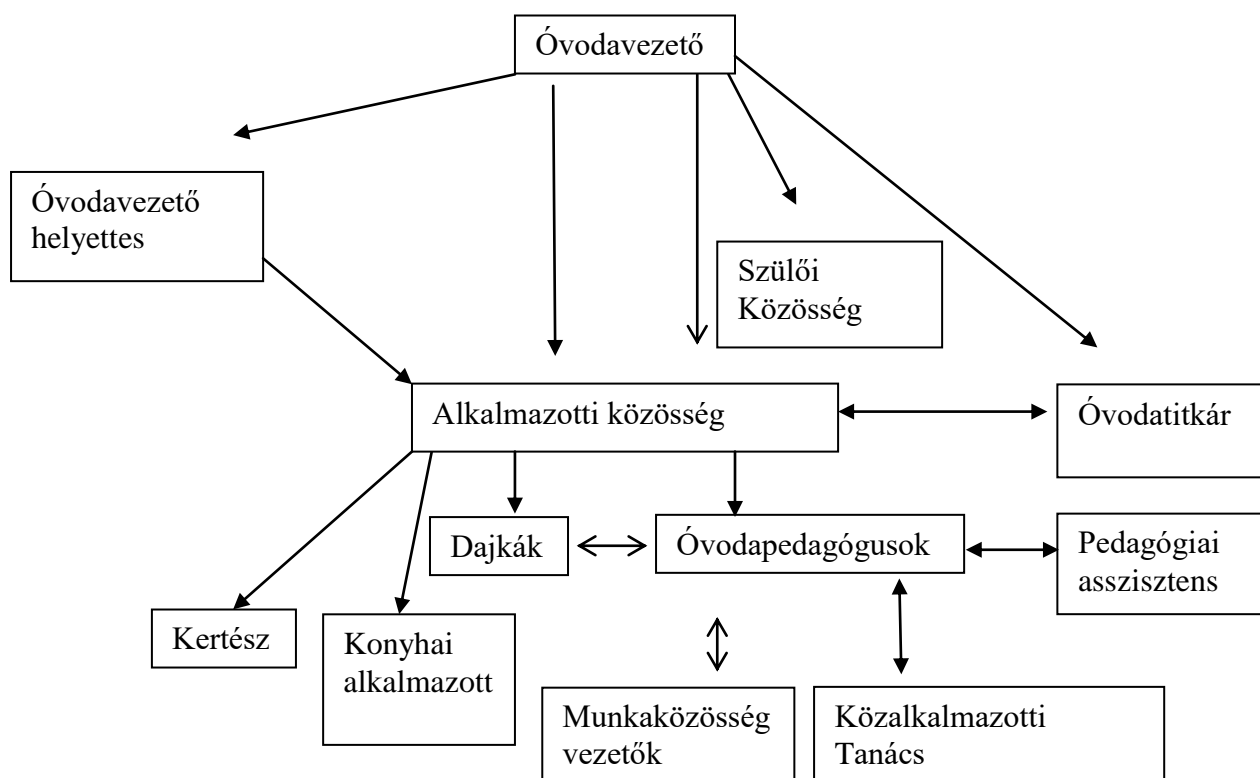 Óvodavezető
Óvodavezető
helyettes
Szülői
Közösség
Alkalmazotti közösség
Óvodatitkár
Dajkák
Óvodapedagógusok
Pedagógiai
asszisztens
Kertész
Konyhai
alkalmazott
Munkaközösség
vezetők
Közalkalmazotti
Tanács